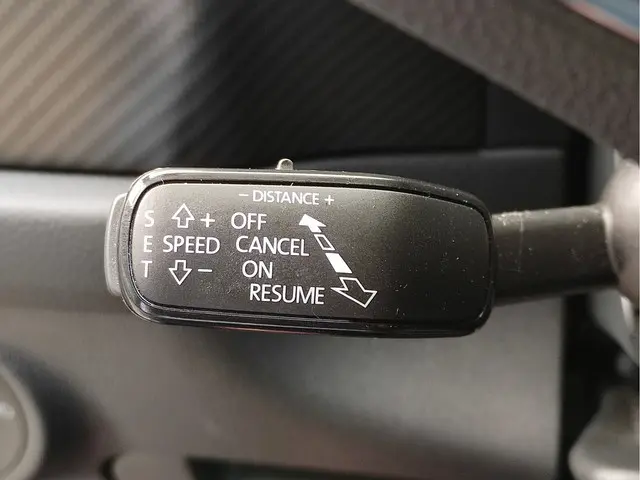 - DISTANCE +
S ⇧ + OFF
E SPEED CANCEL
T ⇩ - ON
RESUME